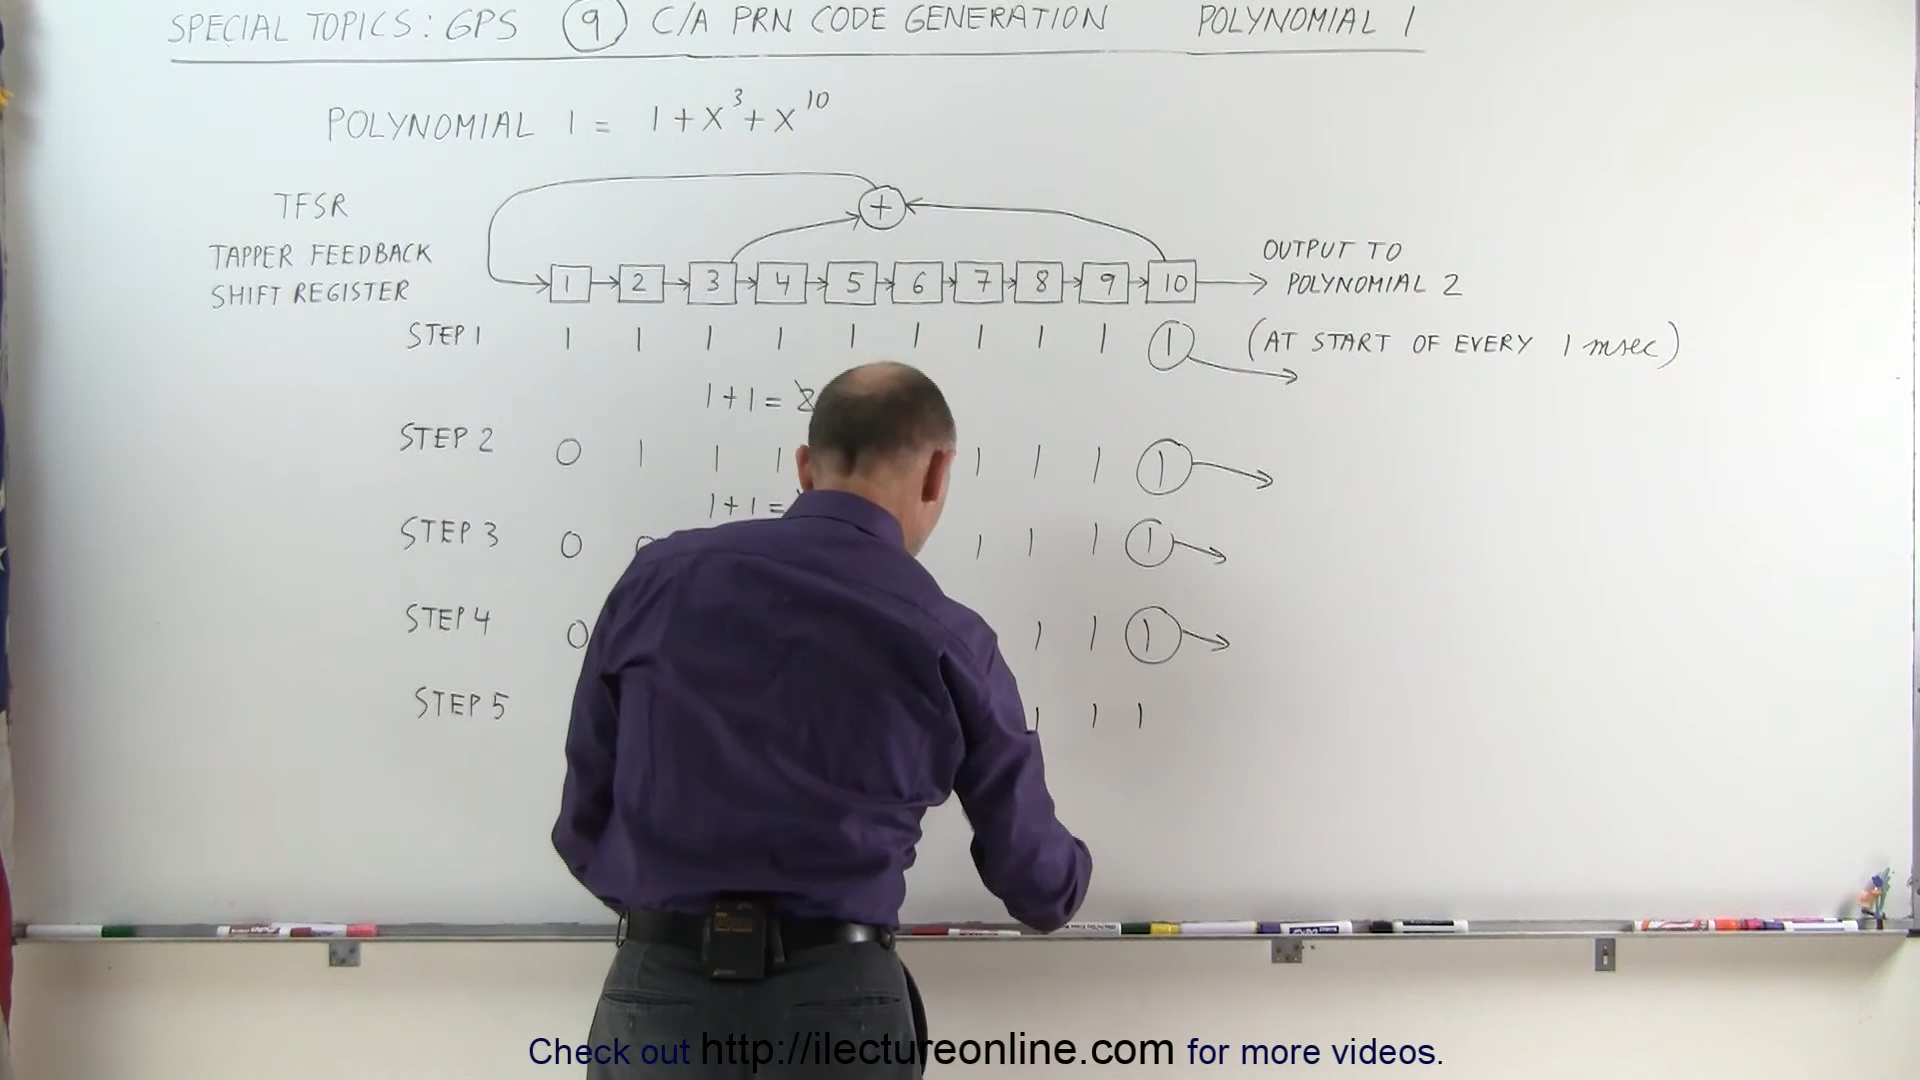 SPECIAL TOPICS: GPS 9 C/A PRN CODE GENERATION POLYNOMIAL 1
POLYNOMIAL 1 = 1 + X^3 + X^10
+
TFSR
TAPPER FEEDBACK
SHIFT REGISTER
1 2 3 4 5 6 7 8 9 10
OUTPUT TO
POLYNOMIAL 2
STEP 1 1 1 1 1 1 1 1 1 1 1 (AT START OF EVERY 1 msec)
1 + 1 = 2
STEP 2 0 1 1 1 1 1 1 1
1 + 1 =
STEP 3 0 0 1 1 1 1
STEP 4 0 1 1 1
STEP 5 1 1 1
Check out http://ilectureonline.com for more videos.